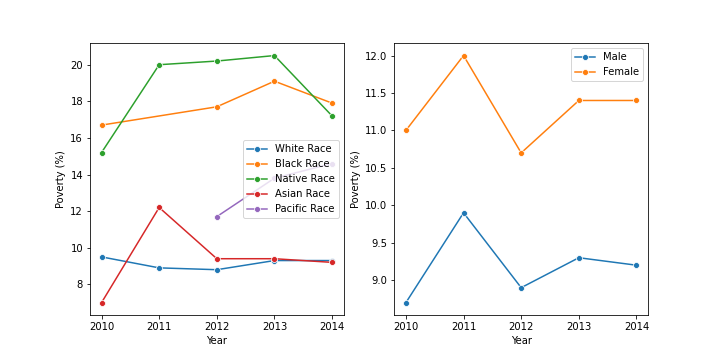 20
18
16
14
12
10
8
Poverty (%)
2010 2011 2012 2013 2014
Year
White Race
Black Race
Native Race
Asian Race
Pacific Race
12.0
11.5
11.0
10.5
10.0
9.5
9.0
Poverty (%)
2010 2011 2012 2013 2014
Year
Male
Female